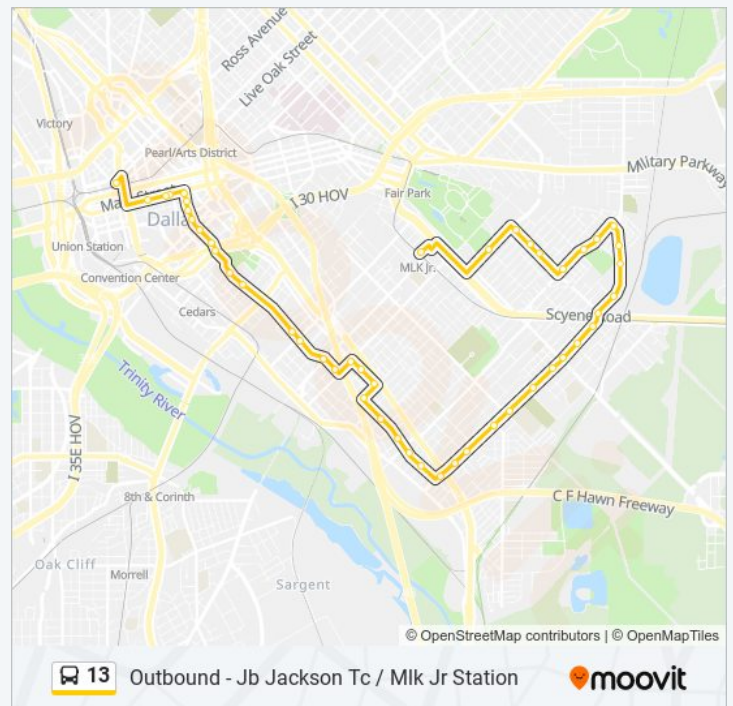 Ross Avenue
Live Oak Street
Victory
Pearl/Arts District
Military Parkway
I 30 HOV
Fair Park
Main Street
Union Station
MLK Jr.
Convention Center
Cedars
Scyene Road
Trinity River
I 35E HOV
8th & Corinth
C F Hawn Freeway
Oak Cliff
Morrell
Sargent
© OpenStreetMap contributors | © OpenMapTiles
13 Outbound - Jb Jackson Tc / Mlk Jr Station
moovit